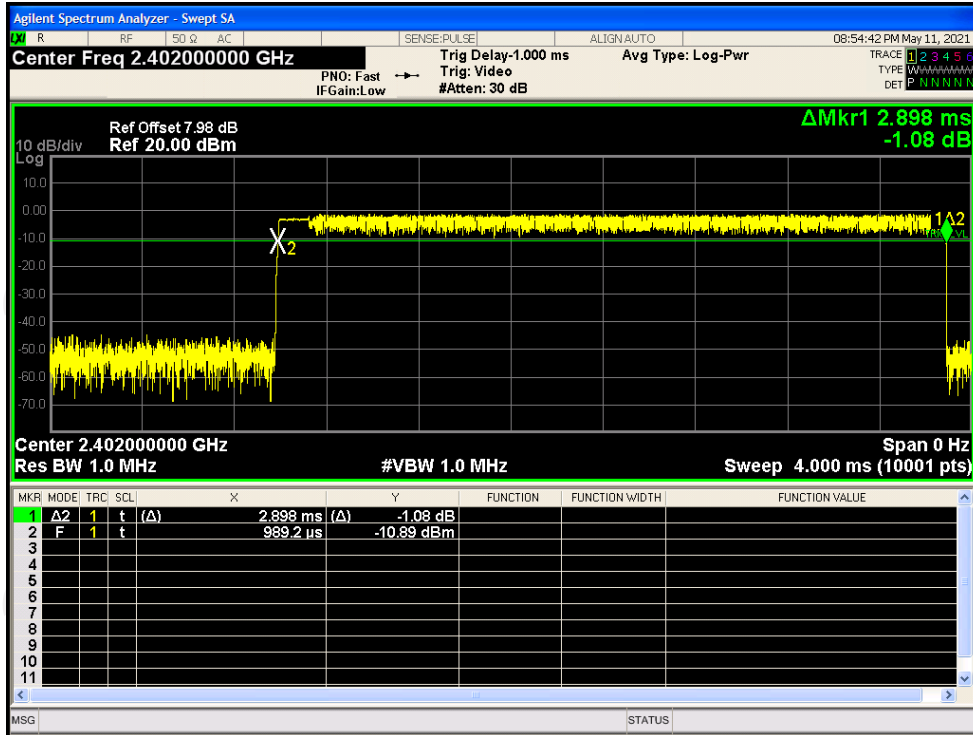 Agilent Spectrum Analyzer - Swept SA
LXI R RF 50 Ω AC SENSE:PULSE ALIGN AUTO 08:54:42 PM May 11, 2021
Center Freq 2.402000000 GHz
PNO: Fast
IFGain:Low
Trig Delay-1.000 ms
Trig: Video
#Atten: 30 dB
Avg Type: Log-Pwr
TRACE 1 2 3 4 5 6
TYPE W
DET P N N N N N
ΔMkr1 2.898 ms
-1.08 dB
Ref Offset 7.98 dB
10 dB/div Ref 20.00 dBm
Log
10.0
0.00
-10.0
-20.0
-30.0
-40.0
-50.0
-60.0
-70.0
2
1Δ2
Center 2.402000000 GHz Span 0 Hz
Res BW 1.0 MHz #VBW 1.0 MHz Sweep 4.000 ms (10001 pts)
MKR MODE TRC SCL X Y FUNCTION FUNCTION WIDTH FUNCTION VALUE
1 Δ2 1 t (Δ) 2.898 ms (Δ) -1.08 dB
2 F 1 t 989.2 µs -10.89 dBm
3
4
5
6
7
8
9
10
11
MSG STATUS